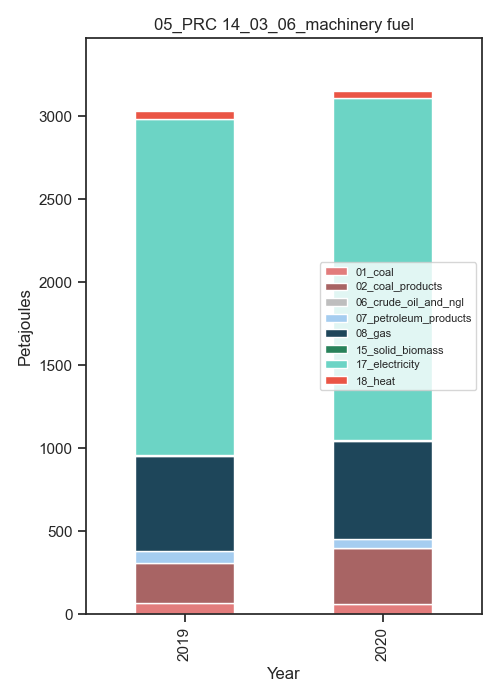 05_PRC 14_03_06_machinery fuel
Petajoules
3000
2500
2000
1500
1000
500
0
01_coal
02_coal_products
06_crude_oil_and_ngl
07_petroleum_products
08_gas
15_solid_biomass
17_electricity
18_heat
2019
2020
Year